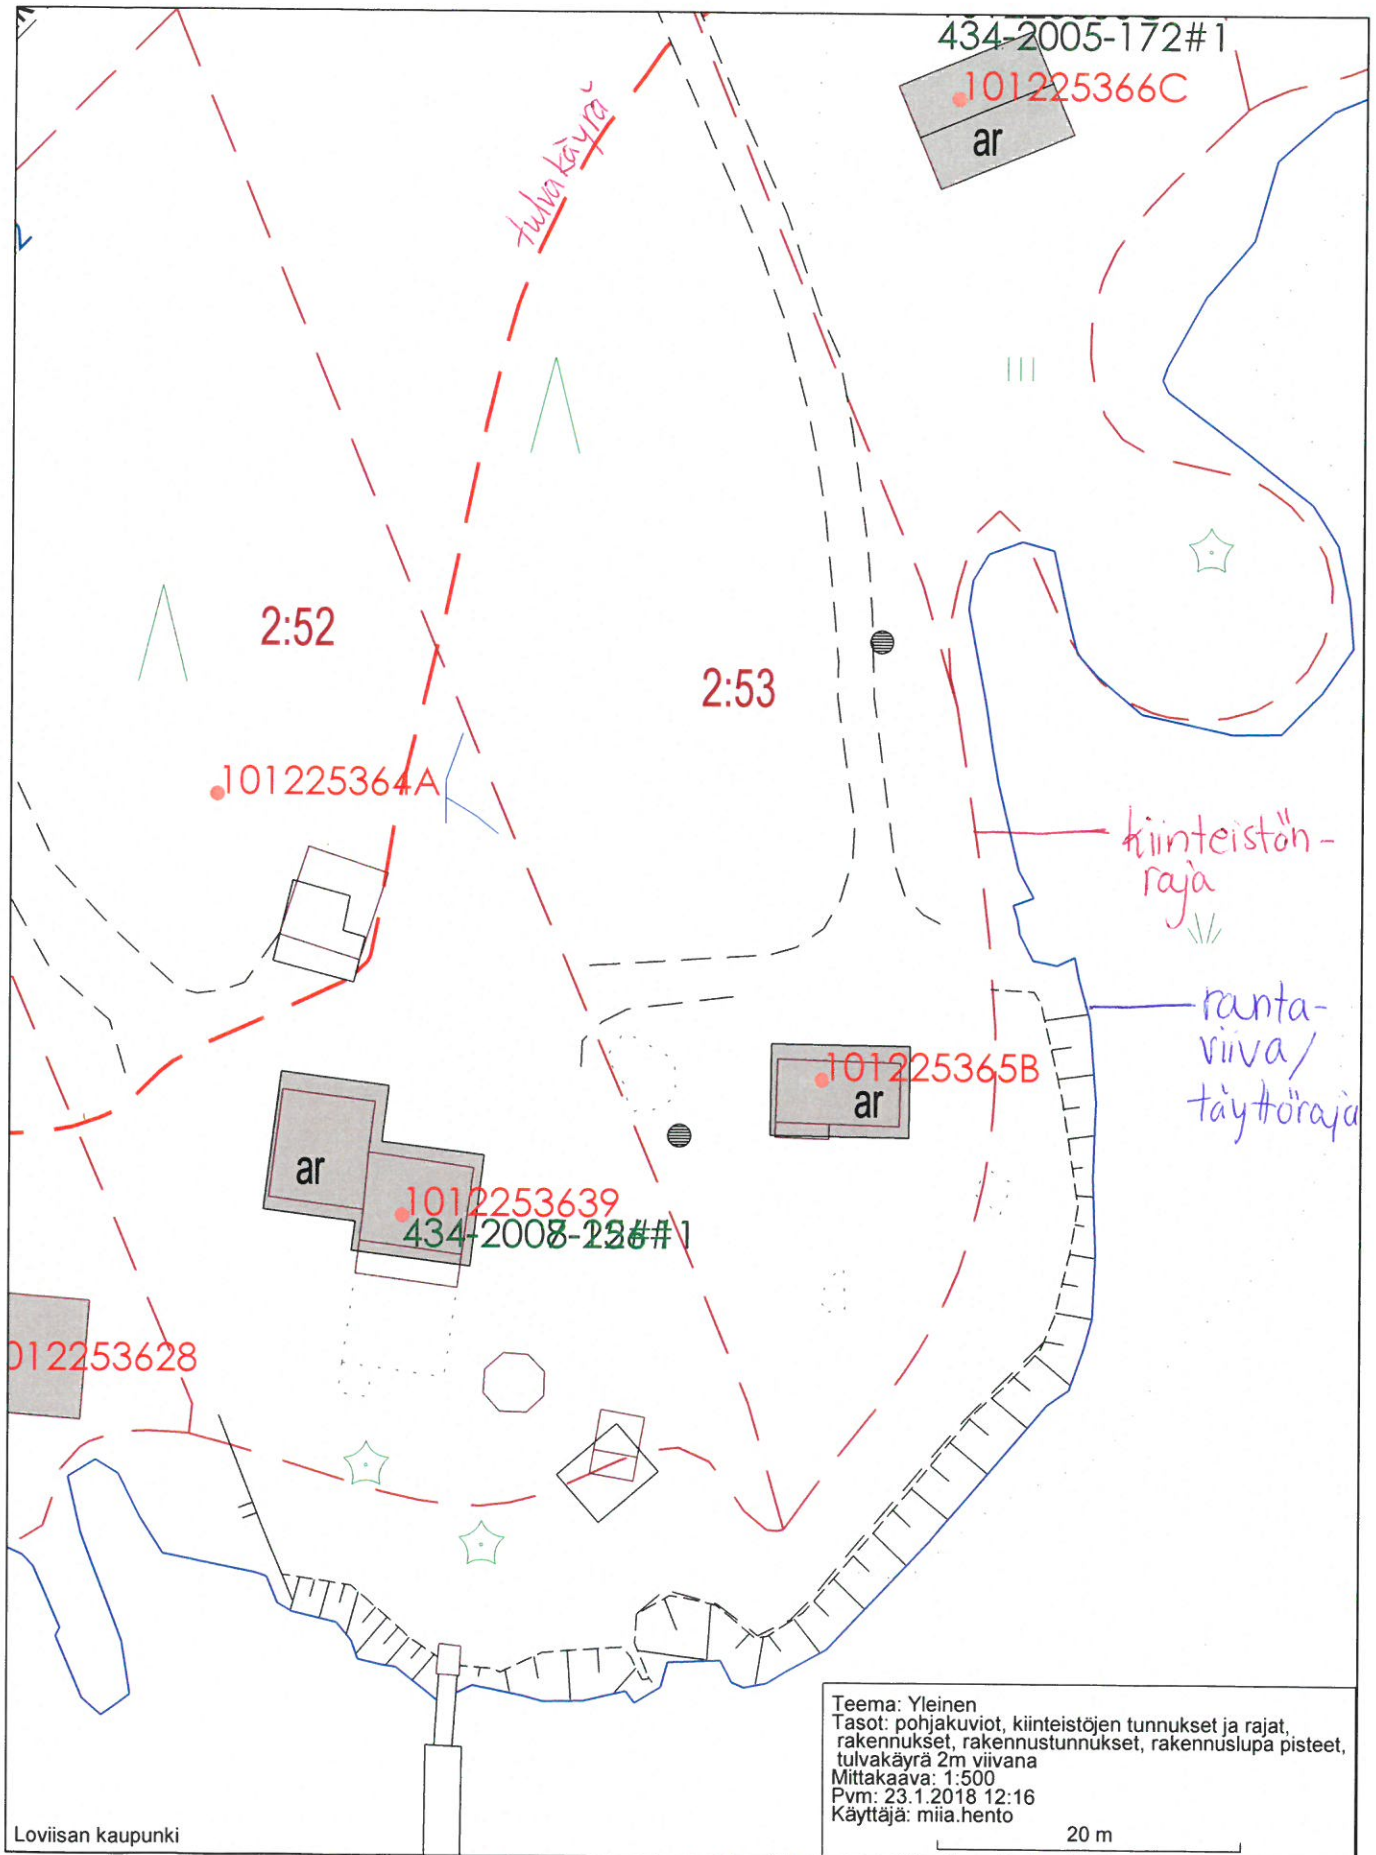 434-2005-172#1
101225366C
ar
tulvakäyrä
2:52
2:53
101225364A
kiinteistön-
raja
ranta-
viiva/
täyttöraja
101225365B
ar
ar
1012253639
012253628
Teema: Yleinen
Tasot: pohjakuviot, kiinteistöjen tunnukset ja rajat,
rakennukset, rakennustunnukset, rakennuslupa pisteet,
tulvakäyrä 2m viivana
Mittakaava: 1:500
Pvm: 23.1.2018 12:16
Käyttäjä: miia.hento
20 m
Loviisan kaupunki